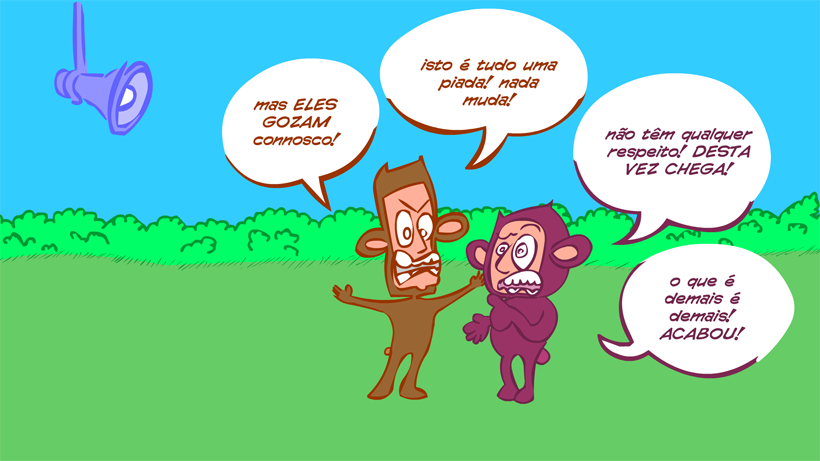 mas ELES
GOZAM
connosco!
isto é tudo uma
piada! nada
muda!
não têm qualquer
respeito! DESTA
VEZ CHEGA!
o que é
demais é
demais!
ACABOU!